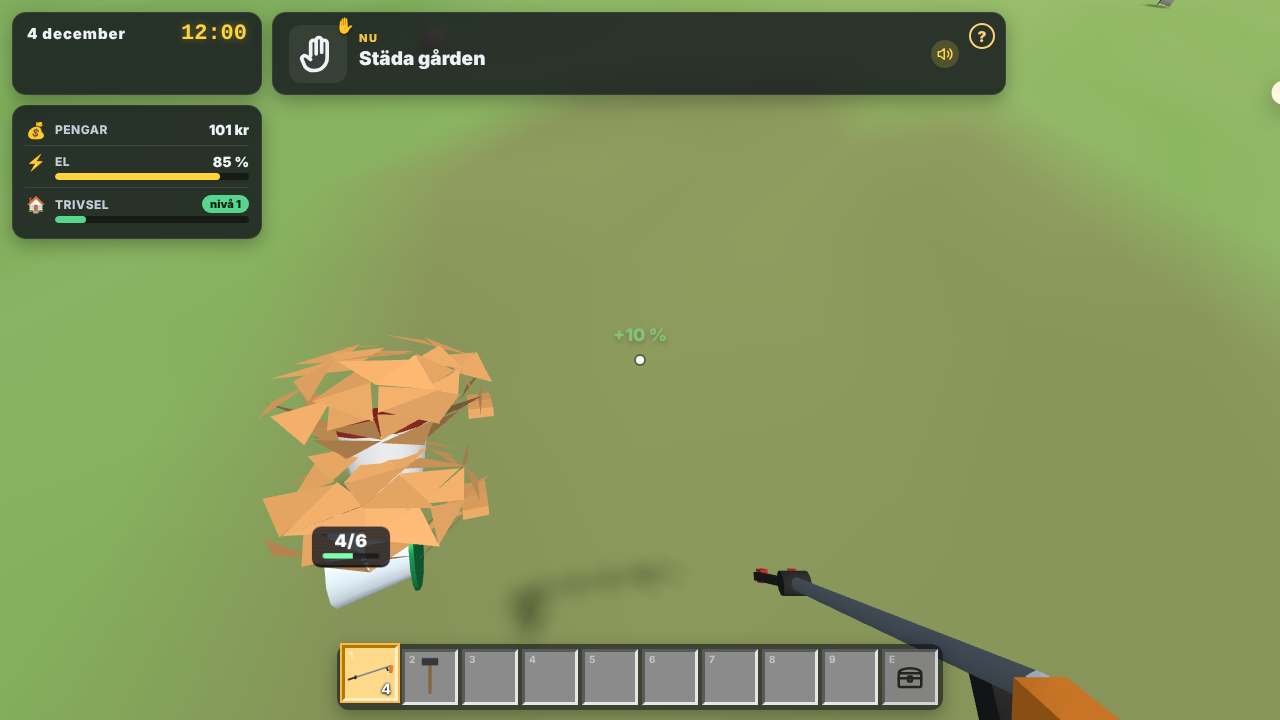 4 december 12:00
NU
Städa gården
?
PENGAR 101 kr
EL 85 %
TRIVSEL nivå 1
+10 %
4/6
1 2 3 4 5 6 7 8 9 E
4